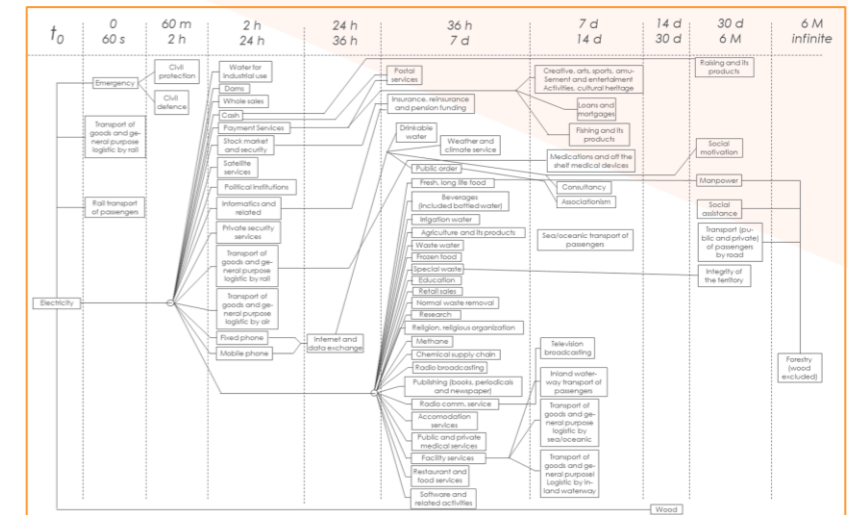 t0
0
60 s
60 m
2 h
2 h
24 h
24 h
36 h
36 h
7 d
7 d
14 d
14 d
30 d
30 d
6 M
6 M
infinite
Electricity
Emergency
Transport of
goods and ge-
neral purpose
logistic by rail
Rail transport
of passengers
Civil
protection
Civil
defence
Water for
industrial use
Dams
Whole sales
Cash
Payment Services
Stock market
and security
Satellite
services
Political institutions
Informatics and
related
Private security
services
Transport of
goods and ge-
neral purpose
logistic by rail
Transport of
goods and ge-
neral purpose
logistic by air
Fixed phone
Mobile phone
Internet and
data exchange
Postal
services
Insurance, reinsurance
and pension funding
Drinkable
water
Weather and
climate service
Public order
Fresh, long life food
Beverages
(included bottled water)
Irrigation water
Agriculture and its products
Waste water
Frozen food
Special waste
Education
Retail sales
Normal waste removal
Research
Religion, religious organization
Methane
Chemical supply chain
Radio broadcasting
Publishing (books, periodicals
and newspaper)
Radio comm. service
Accomodation
services
Public and private
medical services
Facility services
Restaurant and
food services
Software and
related activities
Creative, arts, sports, amu-
sement and entertaiment
Activities, cultural heritage
Loans and
mortgages
Fishing and its
products
Medications and off the
shelf medical devices
Consultancy
Associationism
Sea/oceanic transport of
passengers
Television
broadcasting
Inland water-
way transport of
passengers
Transport of
goods and ge-
neral purpose
logistic by
sea/oceanic
Transport of
goods and ge-
neral purposel
Logistic by in-
land waterway
Wood
Raising and its
products
Social
motivation
Manpower
Social
assistance
Transport (pu-
blic and private)
of passengers
by road
Integrity of
the territory
Forestry
(wood
excluded)